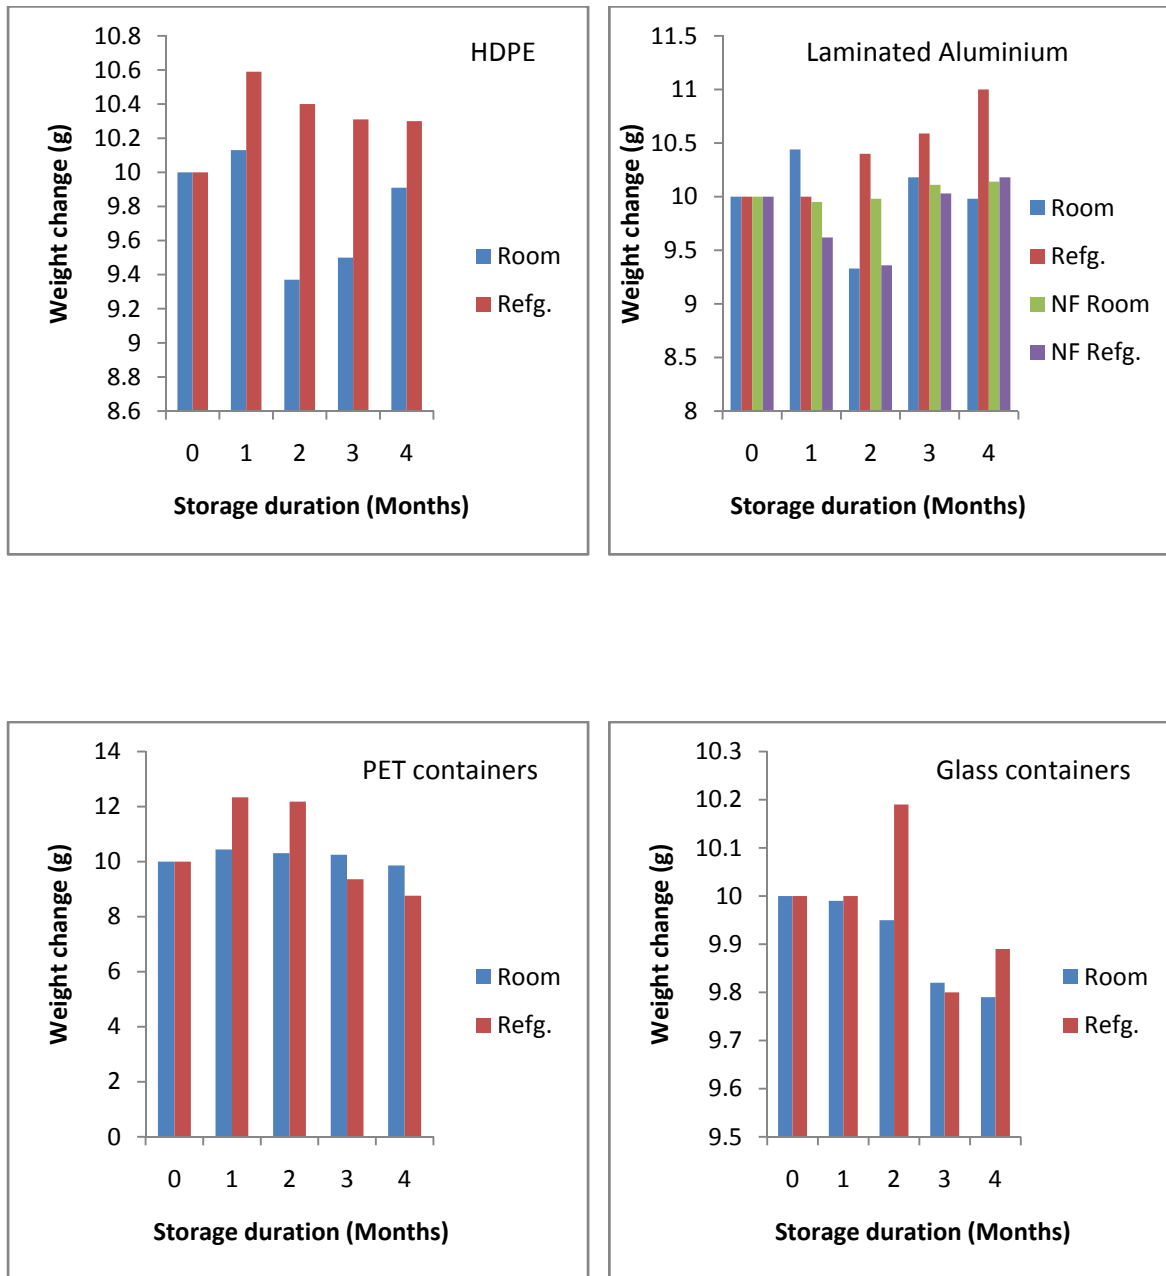 HDPE
10.8
10.6
10.4
10.2
10
9.8
9.6
9.4
9.2
9
8.8
8.6
Weight change (g)
0 1 2 3 4
Storage duration (Months)
Room
Refg.
Laminated Aluminium
11.5
11
10.5
10
9.5
9
8.5
8
Weight change (g)
0 1 2 3 4
Storage duration (Months)
Room
Refg.
NF Room
NF Refg.
PET containers
14
12
10
8
6
4
2
0
Weight change (g)
0 1 2 3 4
Storage duration (Months)
Room
Refg.
Glass containers
10.3
10.2
10.1
10
9.9
9.8
9.7
9.6
9.5
Weight change (g)
0 1 2 3 4
Storage duration (Months)
Room
Refg.